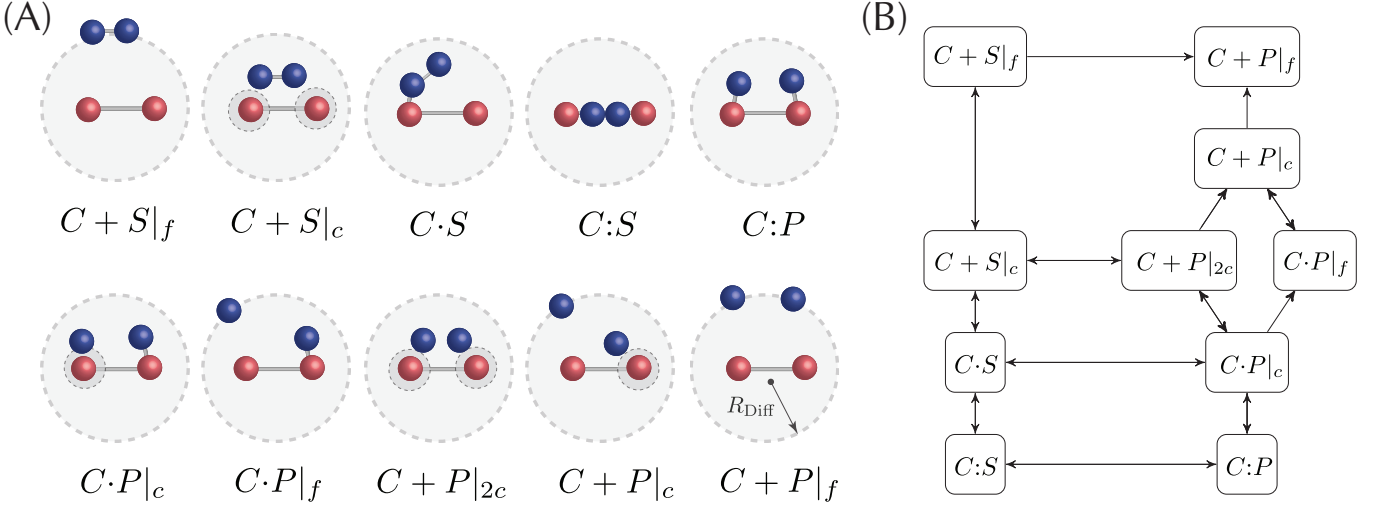 (A)
C + S|f
C + S|c
C·S
C:S
C:P
C·P|c
C·P|f
C + P|2c
C + P|c
C + P|f
RDiff
(B)
C + S|f
C + P|f
C + P|c
C + S|c
C + P|2c
C·P|f
C·S
C·P|c
C:S
C:P